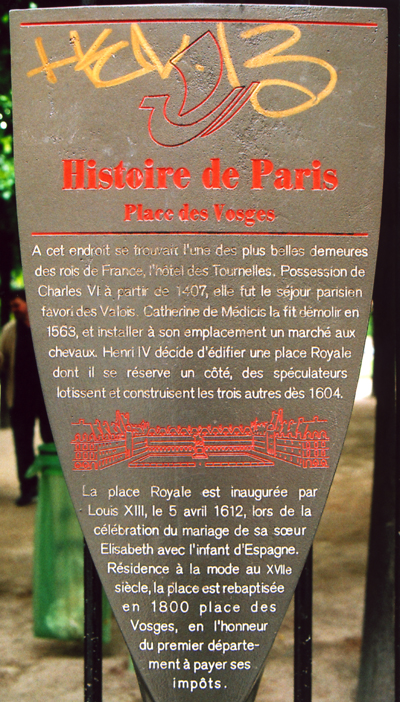 Histoire de Paris
Place des Vosges
A cet endroit se trouvait l'une des plus belles demeures
des rois de France, l'hôtel des Tournelles. Possession de
Charles VI à partir de 1407, elle fut le séjour parisien
favori des Valois. Catherine de Médicis la fit démolir en
1563, et installer à son emplacement un marché aux
chevaux. Henri IV décide d'édifier une place Royale
dont il se réserve un côté, des spéculateurs
lotissent et construisent les trois autres dès 1604.
La place Royale est inaugurée par
Louis XIII, le 5 avril 1612, lors de la
célébration du mariage de sa sœur
Elisabeth avec l'infant d'Espagne.
Résidence à la mode au XVIIe
siècle, la place est rebaptisée
en 1800 place des
Vosges, en l'honneur
du premier départe-
ment à payer ses
impôts.